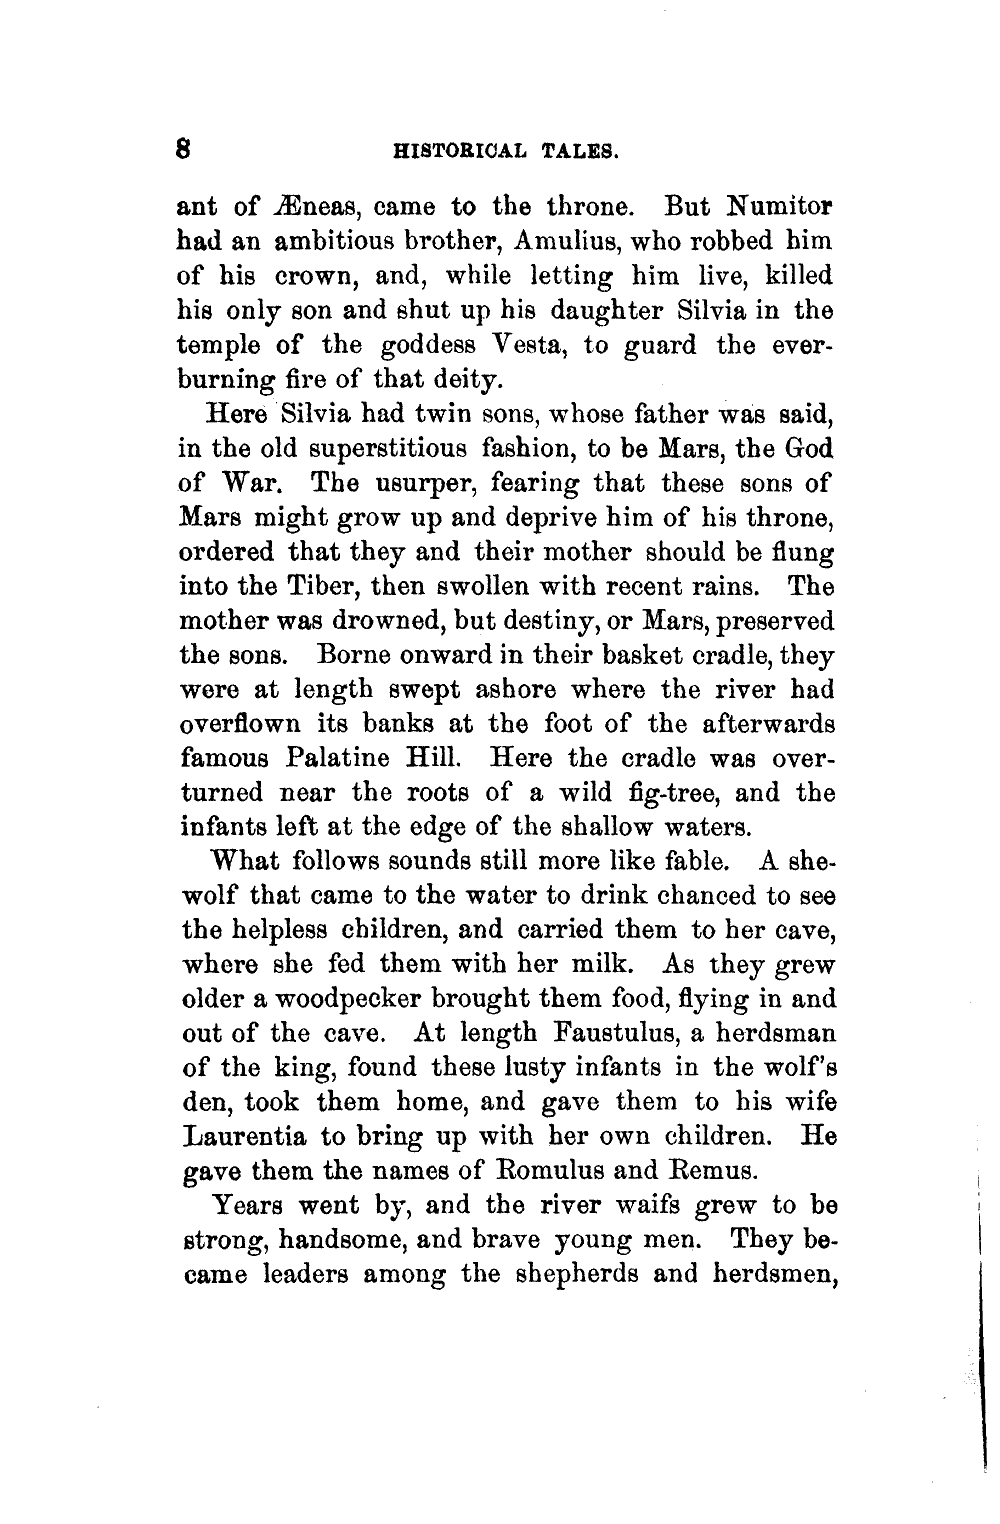 8 HISTORICAL TALES.
ant of Æneas, came to the throne. But Numitor
had an ambitious brother, Amulius, who robbed him
of his crown, and, while letting him live, killed
his only son and shut up his daughter Silvia in the
temple of the goddess Vesta, to guard the ever-
burning fire of that deity.
Here Silvia had twin sons, whose father was said,
in the old superstitious fashion, to be Mars, the God
of War. The usurper, fearing that these sons of
Mars might grow up and deprive him of his throne,
ordered that they and their mother should be flung
into the Tiber, then swollen with recent rains. The
mother was drowned, but destiny, or Mars, preserved
the sons. Borne onward in their basket cradle, they
were at length swept ashore where the river had
overflown its banks at the foot of the afterwards
famous Palatine Hill. Here the cradle was over-
turned near the roots of a wild fig-tree, and the
infants left at the edge of the shallow waters.
What follows sounds still more like fable. A she-
wolf that came to the water to drink chanced to see
the helpless children, and carried them to her cave,
where she fed them with her milk. As they grew
older a woodpecker brought them food, flying in and
out of the cave. At length Faustulus, a herdsman
of the king, found these lusty infants in the wolf's
den, took them home, and gave them to his wife
Laurentia to bring up with her own children. He
gave them the names of Romulus and Remus.
Years went by, and the river waifs grew to be
strong, handsome, and brave young men. They be-
came leaders among the shepherds and herdsmen,